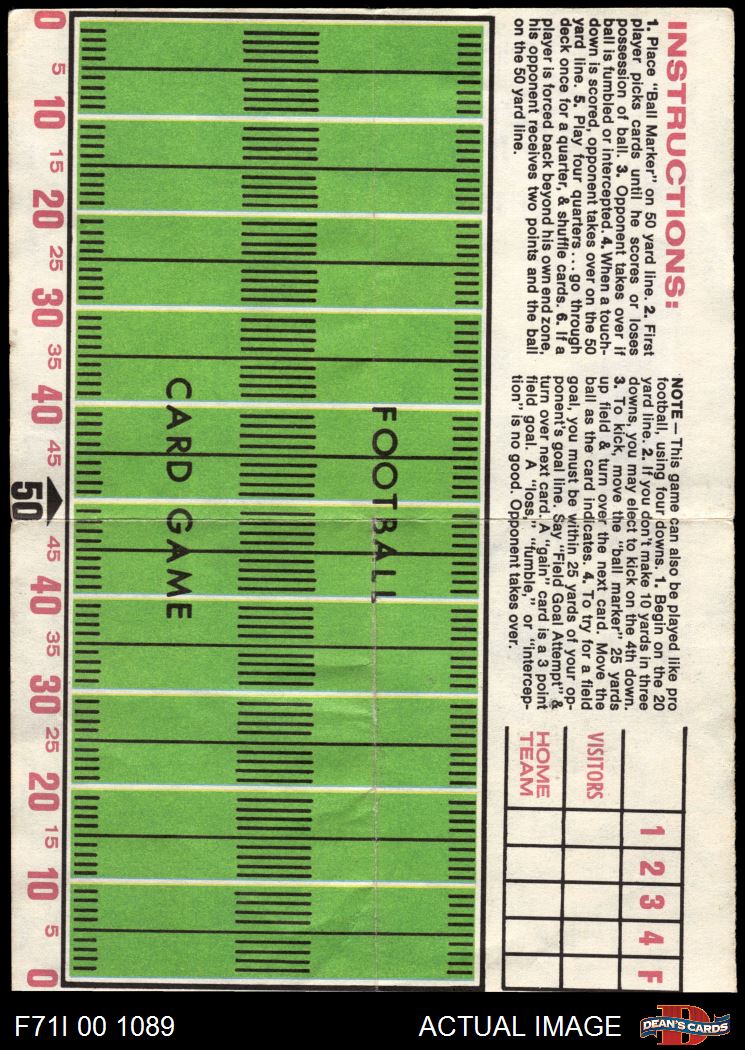 INSTRUCTIONS:
1. Place "Ball Marker" on 50 yard line. 2. First
player picks cards until he scores or loses
possession of ball. 3. Opponent takes over if
ball is fumbled or intercepted. 4. When a touch-
down is scored, opponent takes over on the 50
yard line. 5. Play four quarters . . . go through
deck once for a quarter, & shuffle cards. 6. If a
player is forced back beyond his own end zone,
his opponent receives two points and the ball
on the 50 yard line.
NOTE — This game can also be played like pro
football, using four downs. 1. Begin on the 20
yard line. 2. If you don't make 10 yards in three
downs, you may elect to kick on the 4th down.
3. To kick, move the "ball marker" 25 yards
up field & turn over the next card. Move the
ball as the card indicates. 4. To try for a field
goal, you must be within 25 yards of your op-
ponent's goal line. Say "Field Goal Attempt" &
turn over next card. A "gain" card is a 3 point
field goal. A "loss," "fumble," or "intercep-
tion" is no good. Opponent takes over.
1 2 3 4 F
VISITORS
HOME
TEAM
FOOTBALL
CARD GAME
0 5 10 15 20 25 30 35 40 45 50 45 40 35 30 25 20 15 10 5 0
F71I 00 1089
ACTUAL IMAGE
D
DEAN'S CARDS